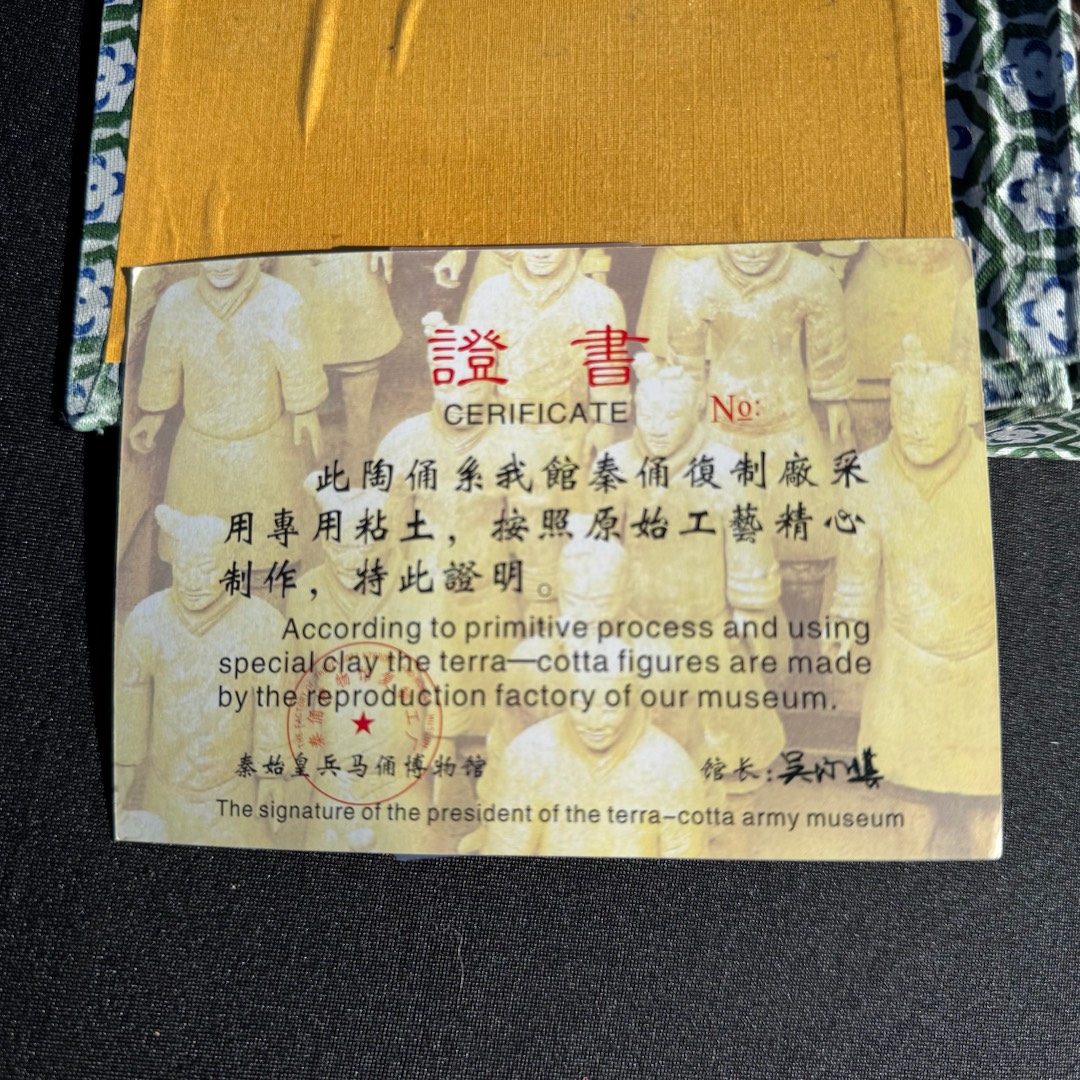 證 書
CERIFICATE
No:
此陶俑系我館秦俑復制廠采
用專用粘土，按照原始工藝精心
制作，特此證明。
According to primitive process and using
special clay the terra—cotta figures are made
by the reproduction factory of our museum.
秦始皇兵马俑博物馆
馆长:吴
The signature of the president of the terra-cotta army museum